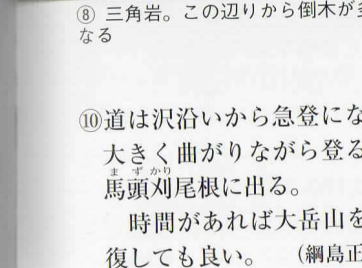 ⑧ 三角岩。この辺りから倒木が
なる
⑩道は沢沿いから急登にな
大きく曲がりながら登る
馬頭刈尾根に出る。
時間があれば大岳山を
復しても良い。 (綱島正